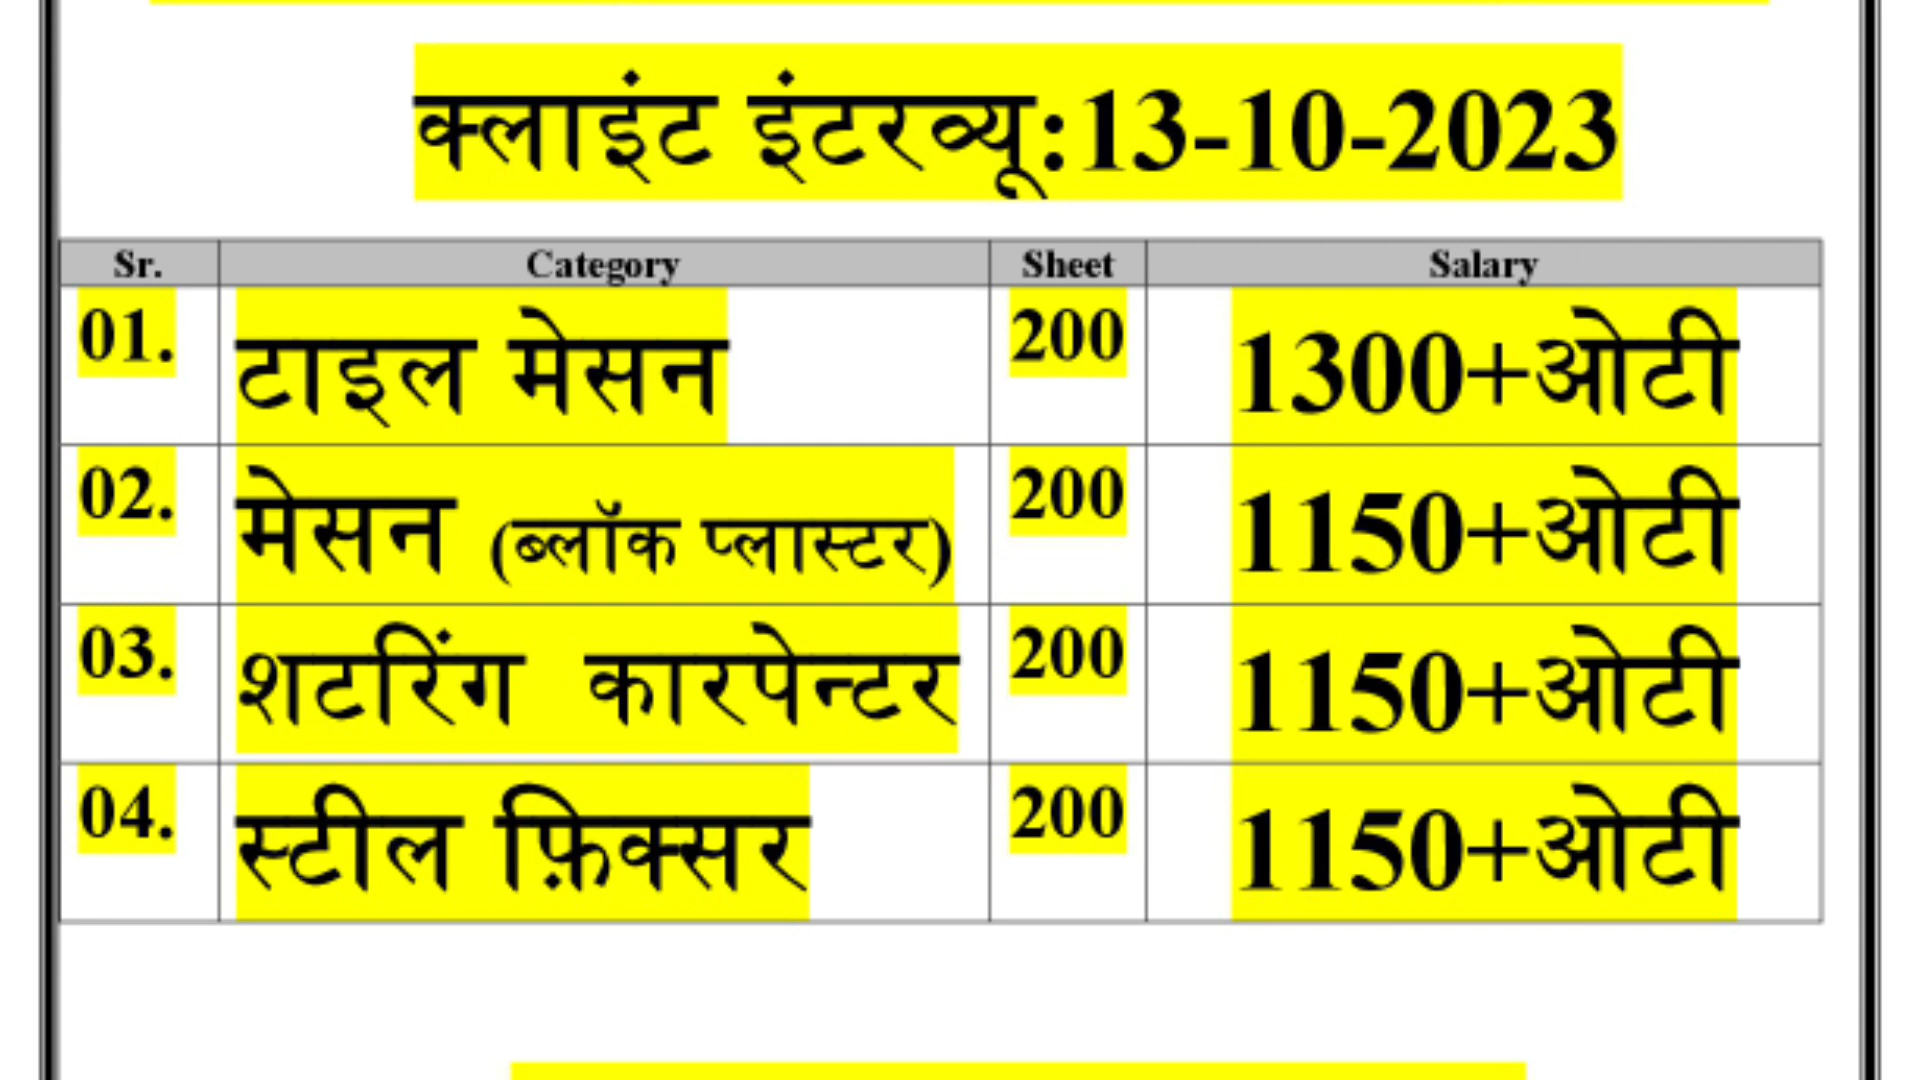 क्लाइंट इंटरव्यू:13-10-2023
Sr. Category Sheet Salary
01. टाइल मेसन 200 1300+ओटी
02. मेसन (ब्लॉक प्लास्टर) 200 1150+ओटी
03. शटरिंग कारपेन्टर 200 1150+ओटी
04. स्टील फ़िक्सर 200 1150+ओटी